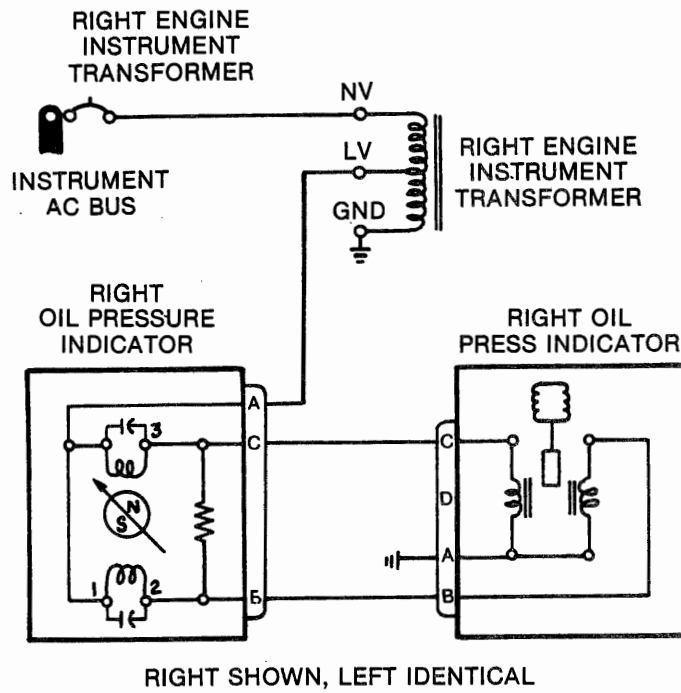 RIGHT ENGINE
INSTRUMENT
TRANSFORMER
NV
LV
GND
INSTRUMENT
AC BUS
RIGHT ENGINE
INSTRUMENT
TRANSFORMER
RIGHT
OIL PRESSURE
INDICATOR
RIGHT OIL
PRESS INDICATOR
A
3
C
C
N
S
D
A
1
2
Б
B
RIGHT SHOWN, LEFT IDENTICAL